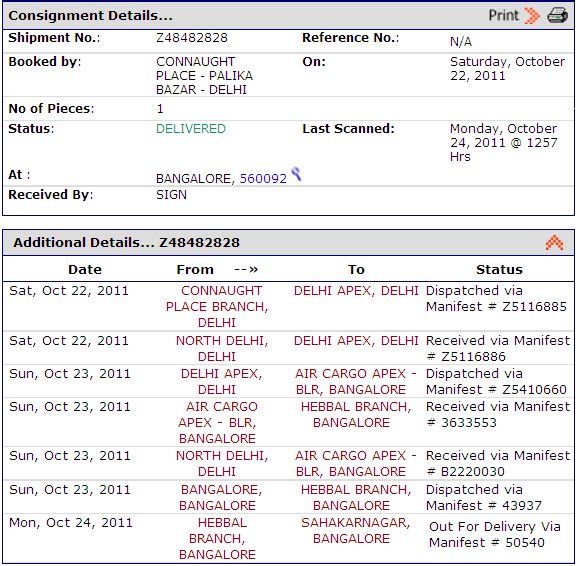 Consignment Details... Print
Shipment No.: Z48482828 Reference No.: N/A
Booked by: CONNAUGHT On: Saturday, October
PLACE - PALIKA 22, 2011
BAZAR - DELHI
No of Pieces: 1
Status: DELIVERED Last Scanned: Monday, October
24, 2011 @ 1257
Hrs
At : BANGALORE, 560092
Received By: SIGN
Additional Details... Z48482828
Date From --» To Status
Sat, Oct 22, 2011 CONNAUGHT DELHI APEX, DELHI Dispatched via
PLACE BRANCH, Manifest # Z5116885
DELHI
Sat, Oct 22, 2011 NORTH DELHI, DELHI APEX, DELHI Received via Manifest
DELHI # Z5116886
Sun, Oct 23, 2011 DELHI APEX, AIR CARGO APEX - Dispatched via
DELHI BLR, BANGALORE Manifest # Z5410660
Sun, Oct 23, 2011 AIR CARGO HEBBAL BRANCH, Received via Manifest
APEX - BLR, BANGALORE # 3633553
BANGALORE
Sun, Oct 23, 2011 NORTH DELHI, AIR CARGO APEX - Received via Manifest
DELHI BLR, BANGALORE # B2220030
Sun, Oct 23, 2011 BANGALORE, HEBBAL BRANCH, Dispatched via
BANGALORE BANGALORE Manifest # 43937
Mon, Oct 24, 2011 HEBBAL SAHAKARNAGAR, Out For Delivery Via
BRANCH, BANGALORE Manifest # 50540
BANGALORE